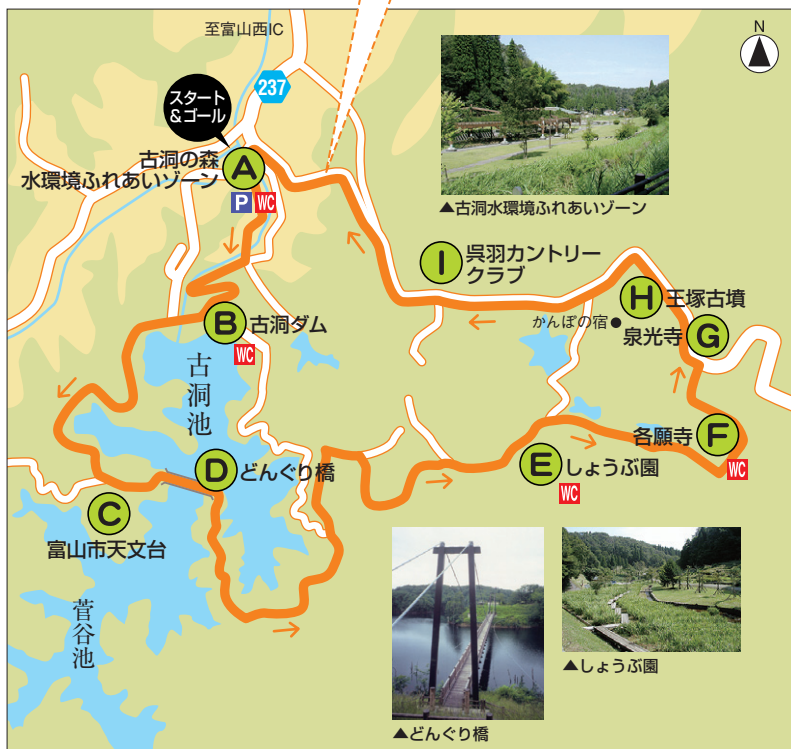 至富山西IC
N
237
スタート
&ゴール
古洞の森
水環境ふれあいゾーン
A
P
WC
▲古洞水環境ふれあいゾーン
I
呉羽カントリー
クラブ
H
王塚古墳
かんぽの宿
泉光寺
G
B
古洞ダム
WC
古洞池
各願寺
F
WC
D
どんぐり橋
E
しょうぶ園
WC
C
富山市天文台
菅谷池
▲しょうぶ園
▲どんぐり橋